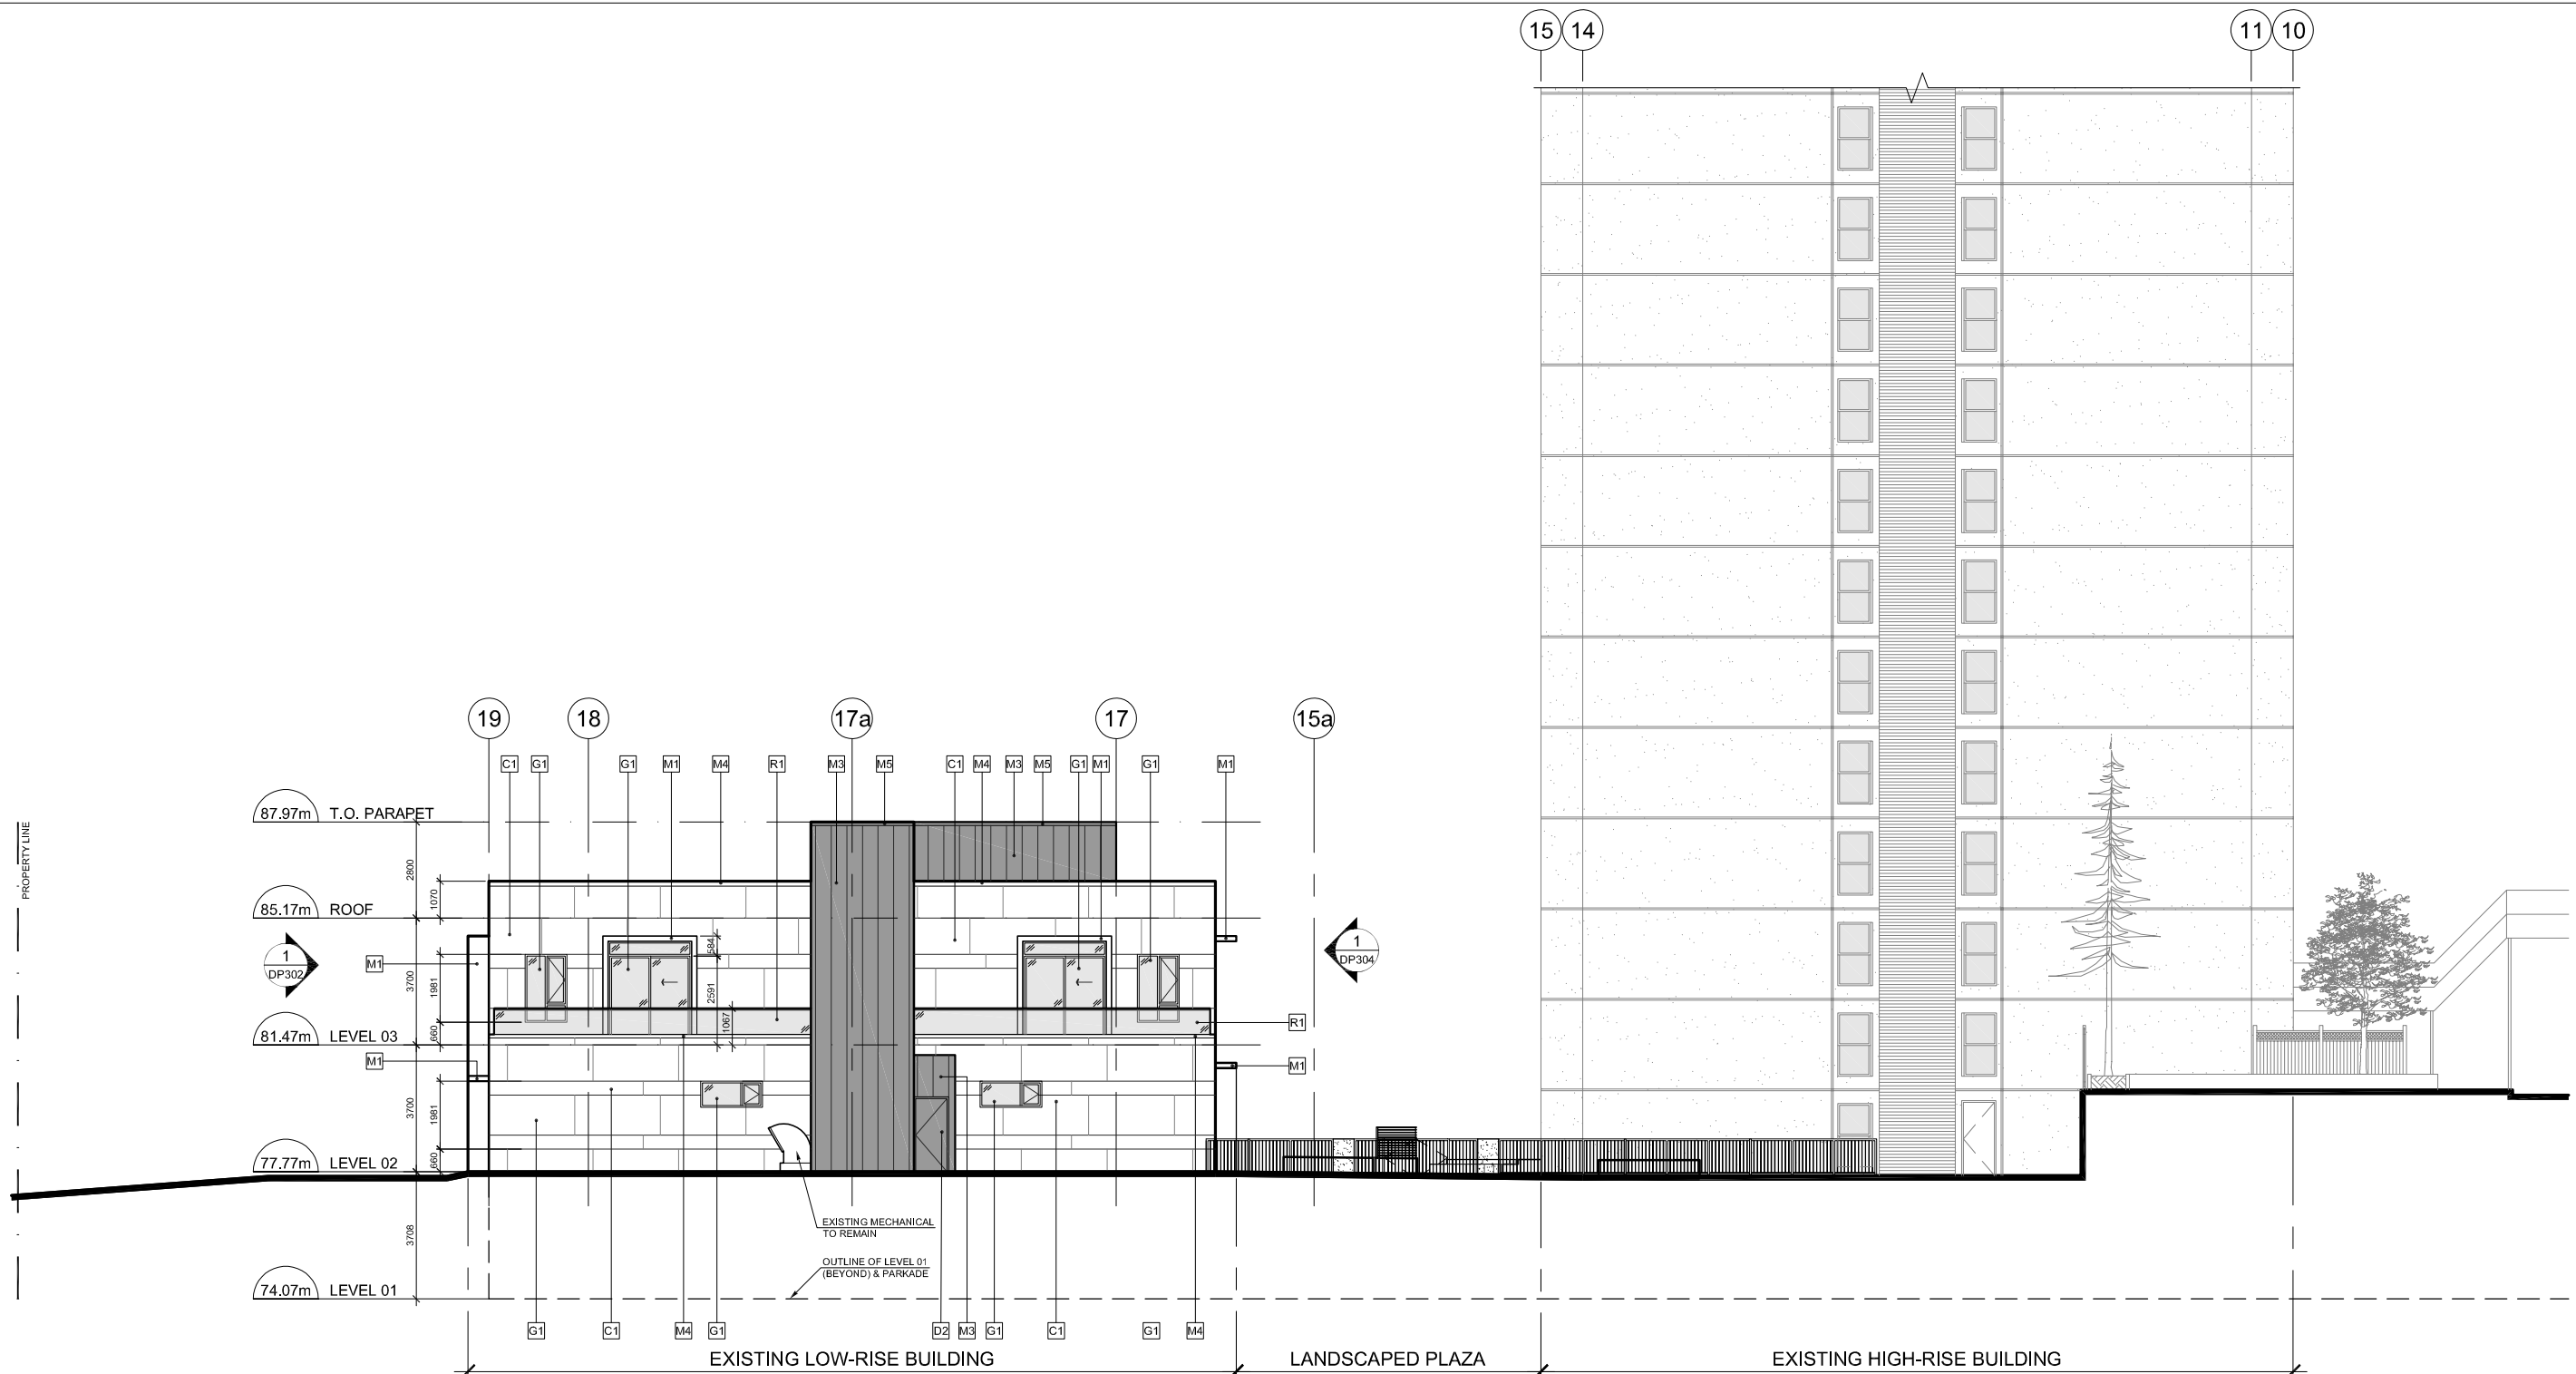 15 14 11 10
19 18 17a 17 15a
C1 G1 G1 M1 M4 R1 M3 M5 C1 M4 M3 M5 G1 M1 G1 M1
87.97m T.O. PARAPET
PROPERTY LINE
2800
1070
85.17m ROOF
1
DP302
1
DP304
M1
584
3700
1981
2591
1067
R1
660
81.47m LEVEL 03
M1
M1
3700
1981
660
77.77m LEVEL 02
3708
EXISTING MECHANICAL
TO REMAIN
OUTLINE OF LEVEL 01
(BEYOND) & PARKADE
74.07m LEVEL 01
G1 C1 M4 G1 D2 M3 G1 C1 G1 M4
EXISTING LOW-RISE BUILDING LANDSCAPED PLAZA EXISTING HIGH-RISE BUILDING